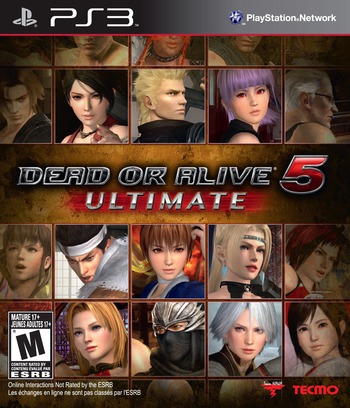 PS3
PlayStation®Network
DEAD OR ALIVE® 5
ULTIMATE
MATURE 17+
JEUNES ADULTES 17+
M
CONTENT RATED BY
CONTENU ÉVALUÉ PAR
ESRB
Online Interactions Not Rated by the ESRB
Les échanges en ligne ne sont pas classés par l'ESRB
TECMO